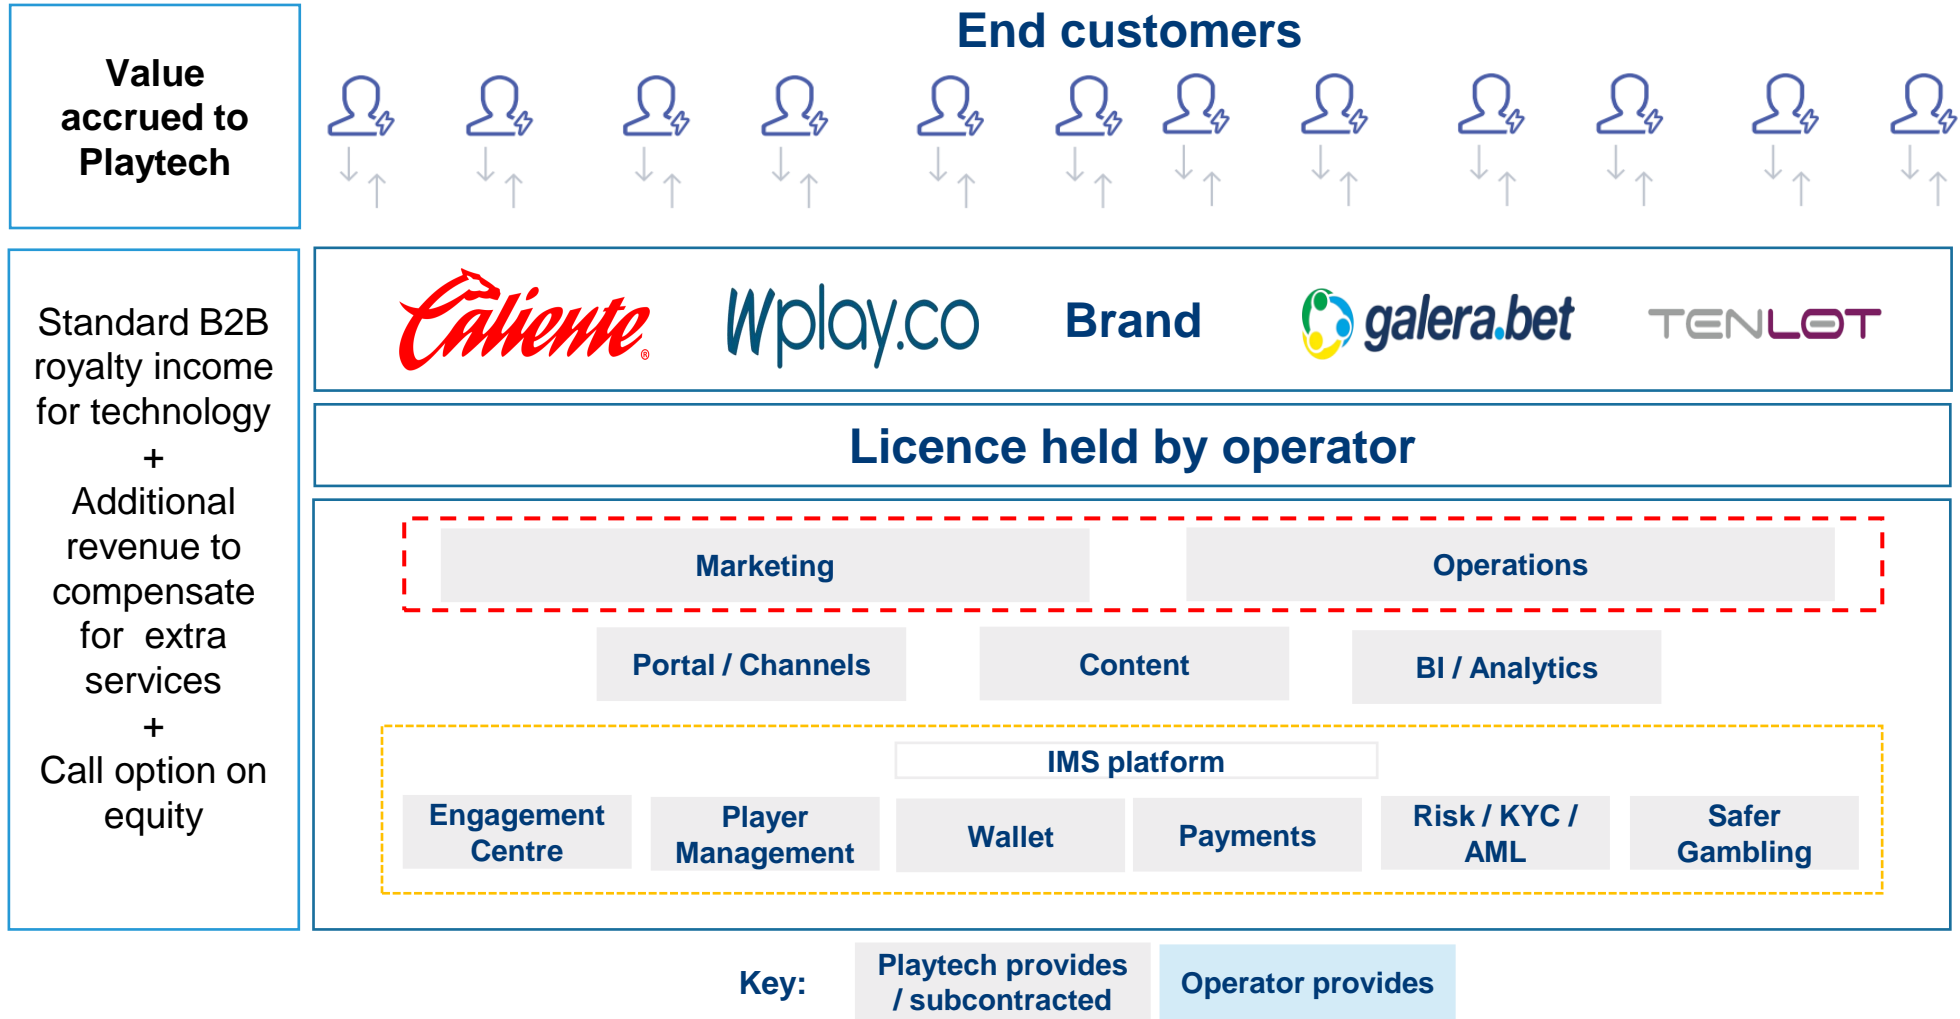 Value
accrued to
Playtech
End customers
Standard B2B
royalty income
for technology
+
Additional
revenue to
compensate
for extra
services
+
Call option on
equity
Caliente®
Wplay.co
Brand
galera.bet
TENLOT
Licence held by operator
Marketing
Operations
Portal / Channels
Content
BI / Analytics
IMS platform
Engagement
Centre
Player
Management
Wallet
Payments
Risk / KYC /
AML
Safer
Gambling
Key:
Playtech provides
/ subcontracted
Operator provides